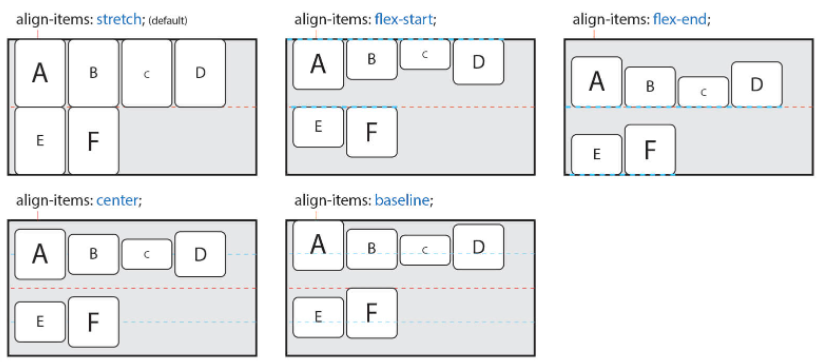 align-items: stretch; (default)
A B c D
E F
align-items: flex-start;
A B c D
E F
align-items: flex-end;
A B c D
E F
align-items: center;
A B c D
E F
align-items: baseline;
A B c D
E F